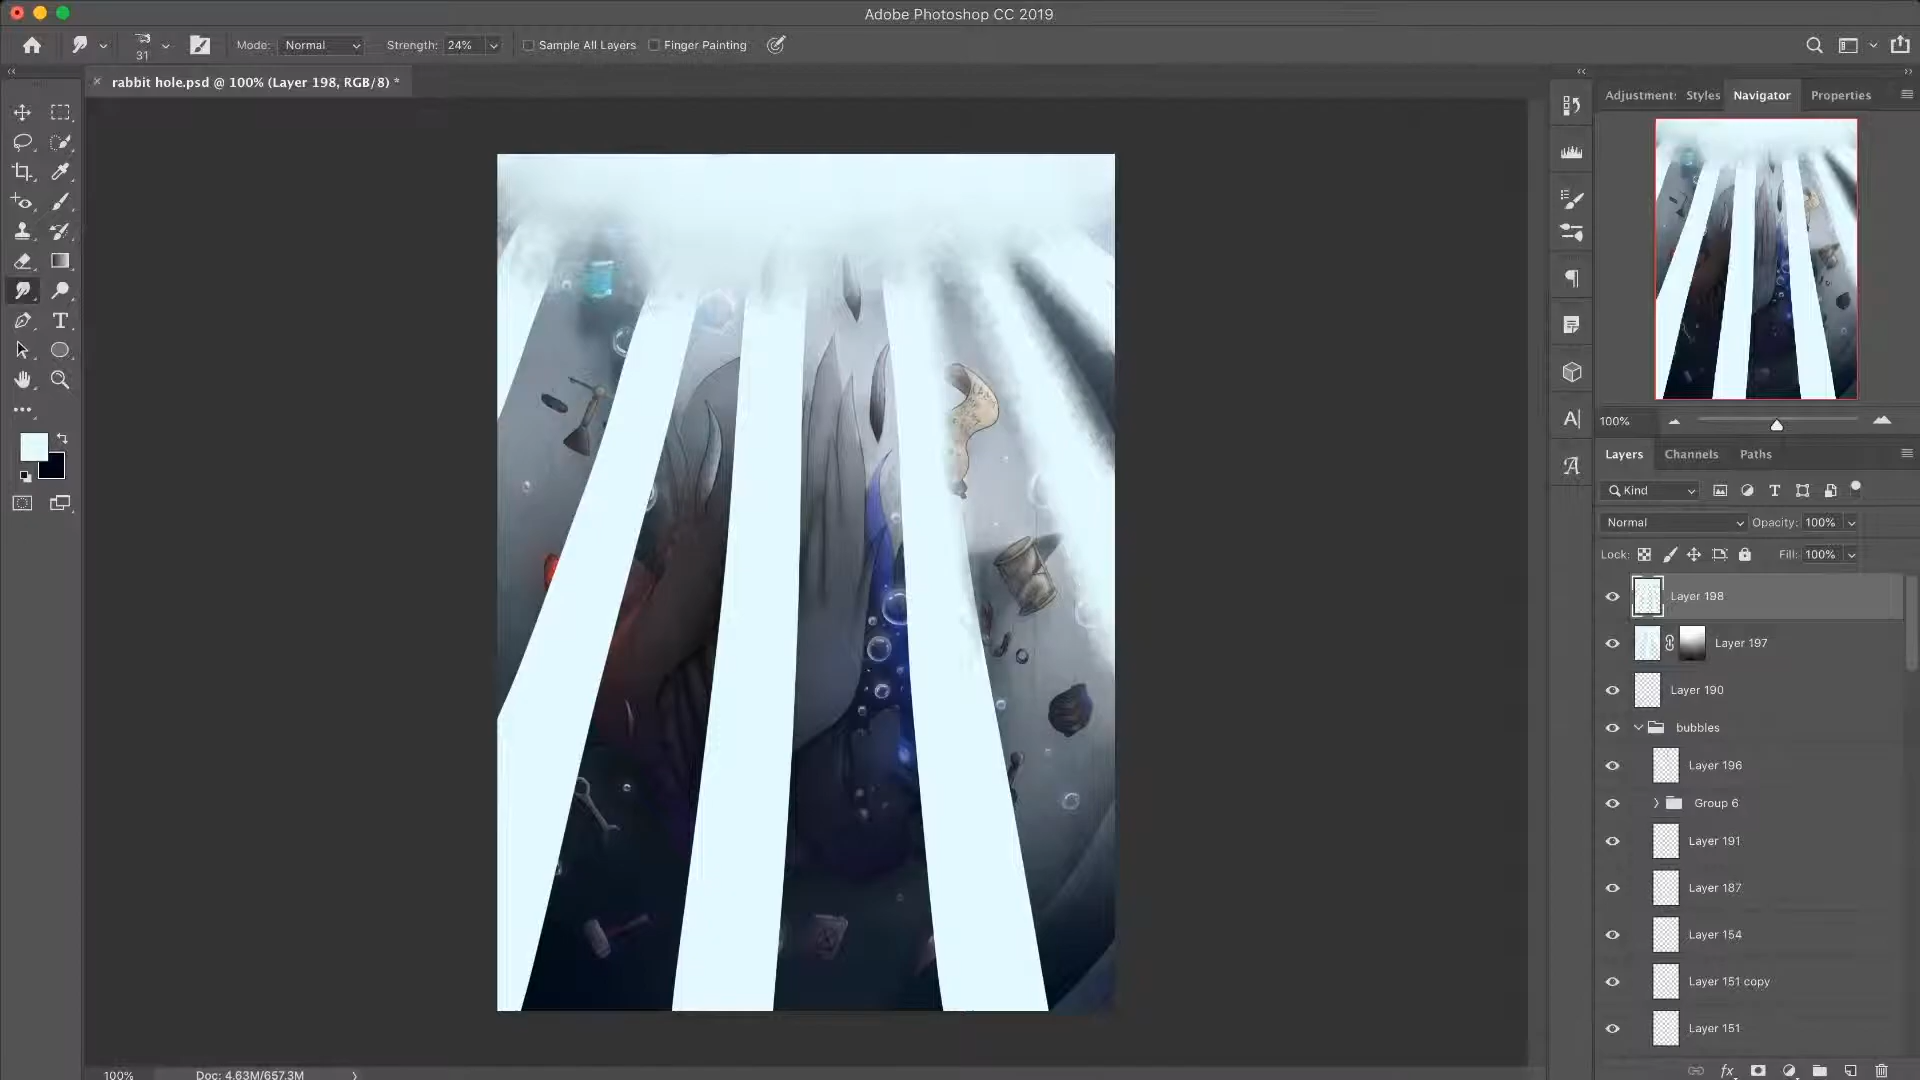 Adobe Photoshop CC 2019
31
Mode: Normal Strength: 24% Sample All Layers Finger Painting
rabbit hole.psd @ 100% (Layer 198, RGB/8) *
Adjustment: Styles Navigator Properties
100%
Layers Channels Paths
Kind
Normal Opacity: 100%
Lock: Fill: 100%
Layer 198
Layer 197
Layer 190
bubbles
Layer 196
Group 6
Layer 191
Layer 187
Layer 154
Layer 151 copy
Layer 151
100% Doc: 4.63M/657.3M